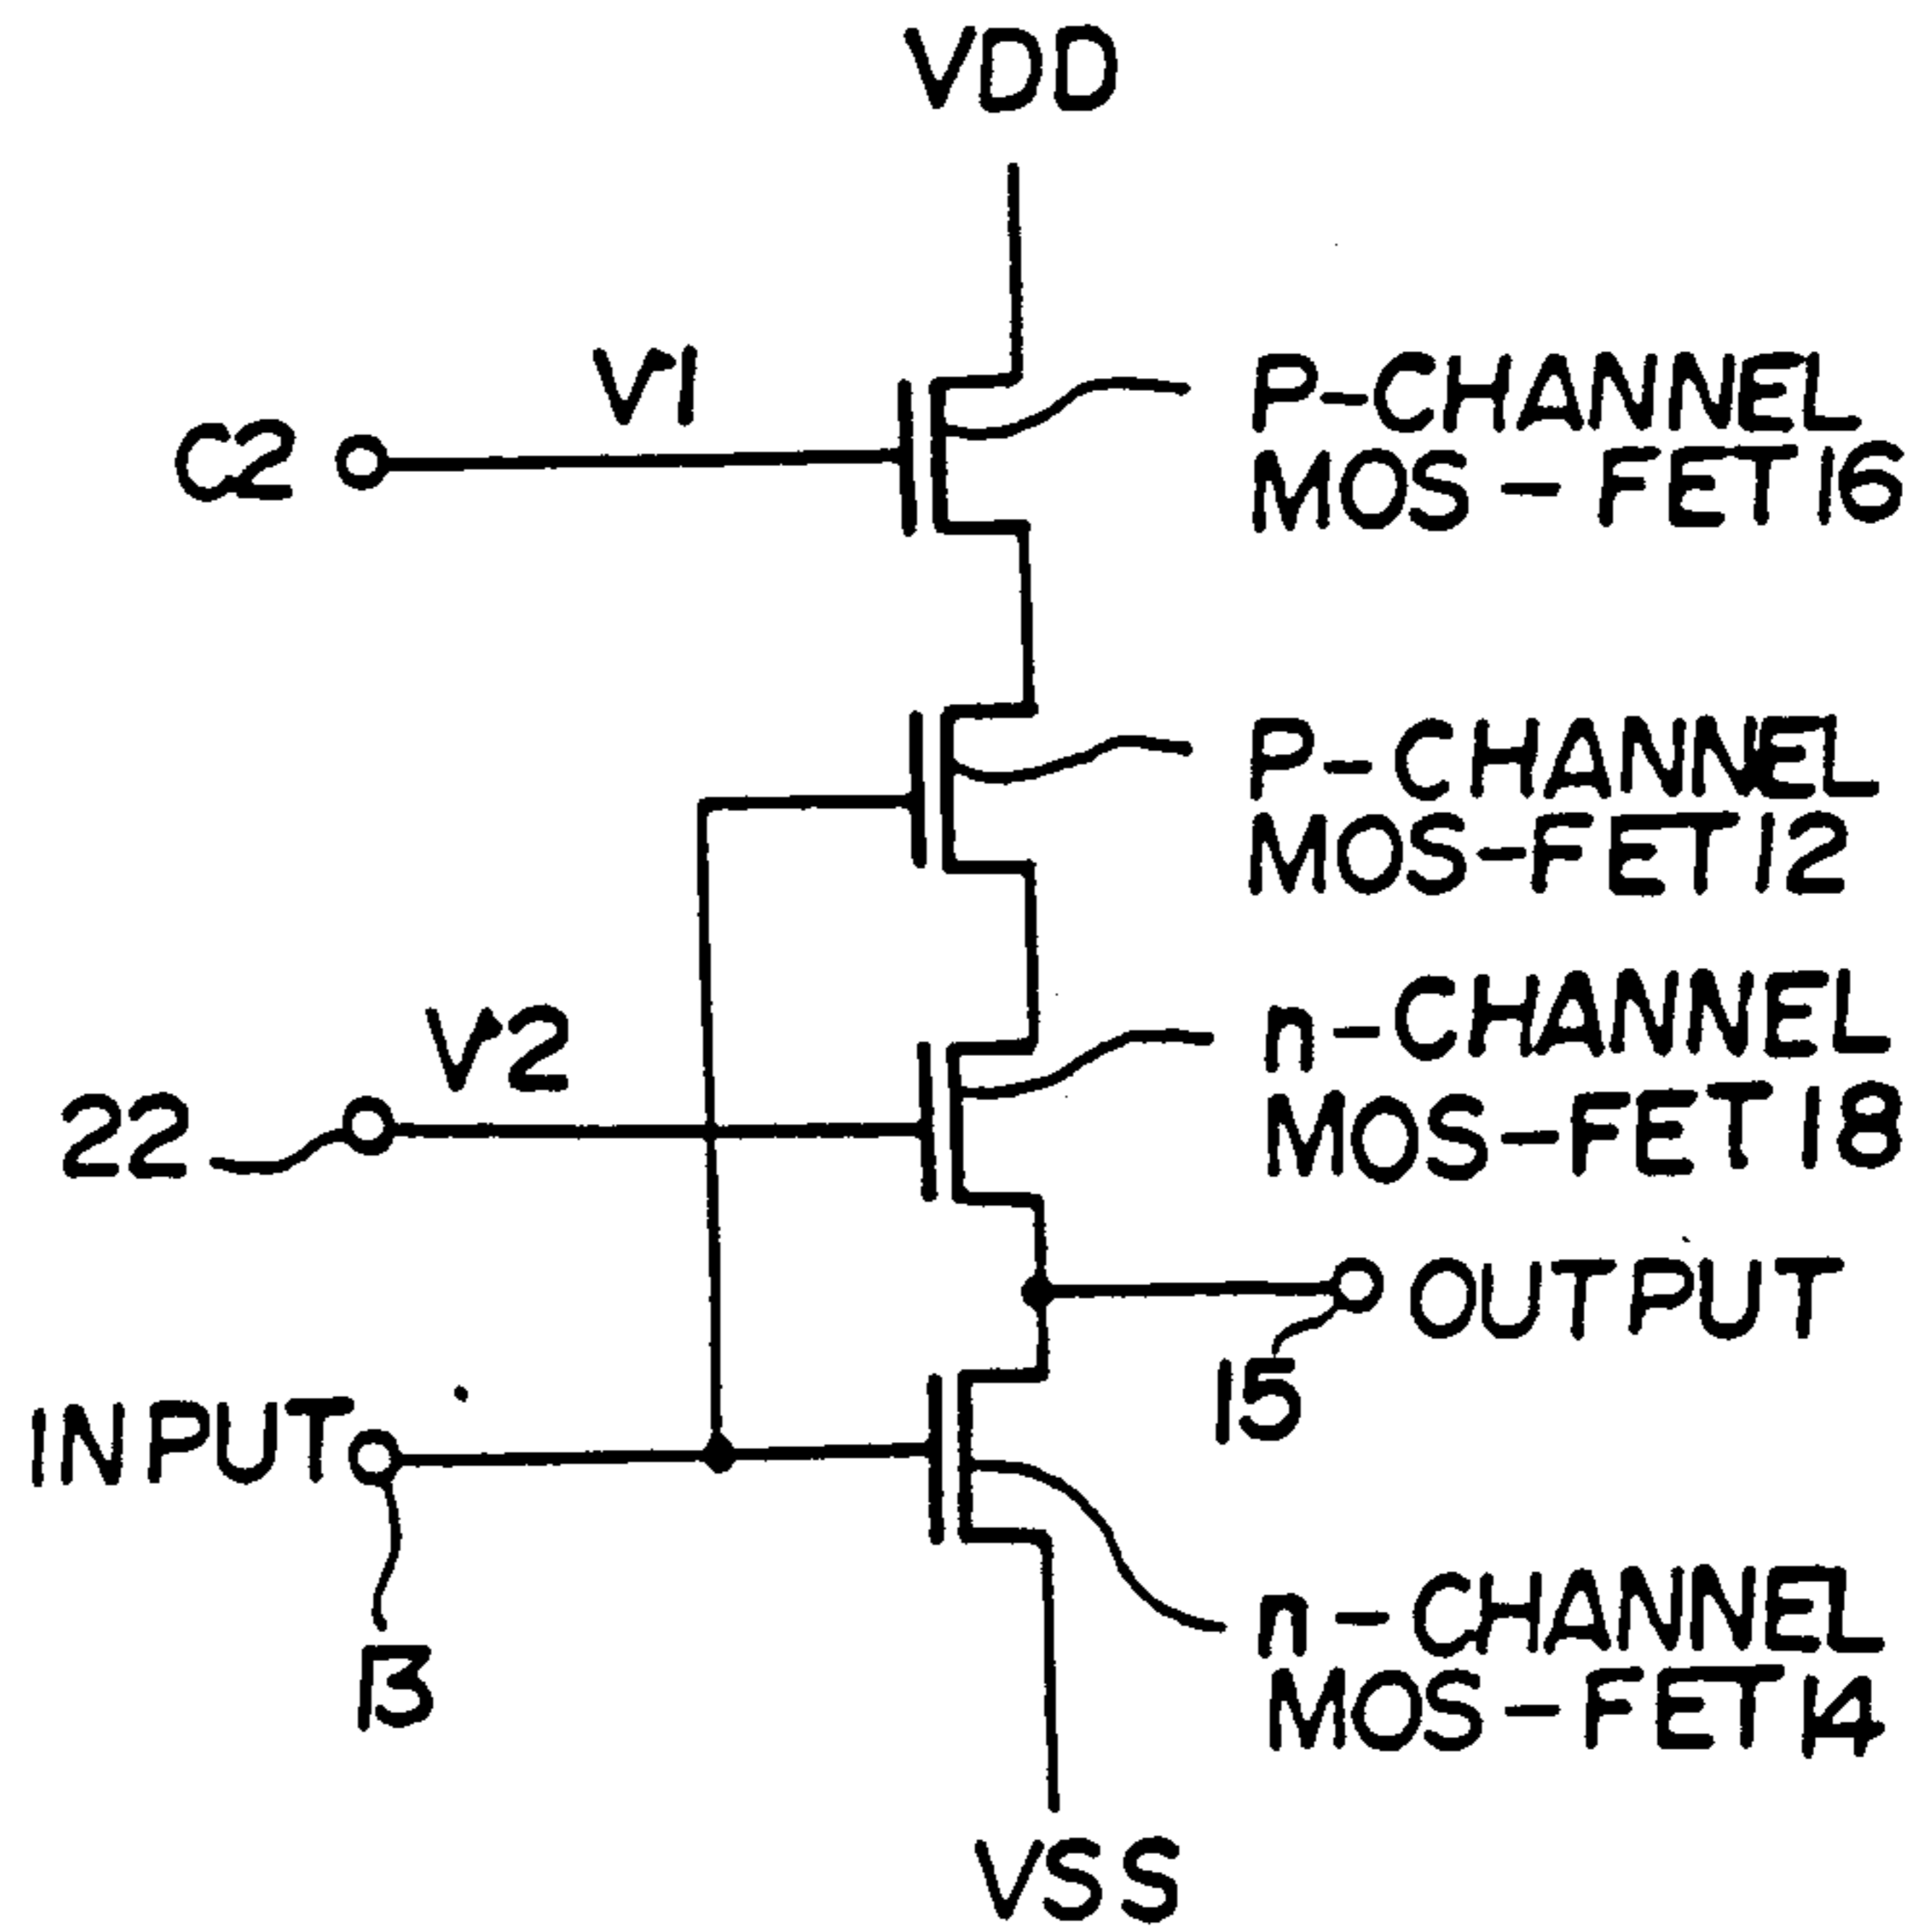 VDD
V1
C2
P-CHANNEL
MOS-FET16
P-CHANNEL
MOS-FET12
V2
22
n-CHANNEL
MOS-FET18
OUTPUT
15
INPUT
13
n-CHANNEL
MOS-FET14
VSS